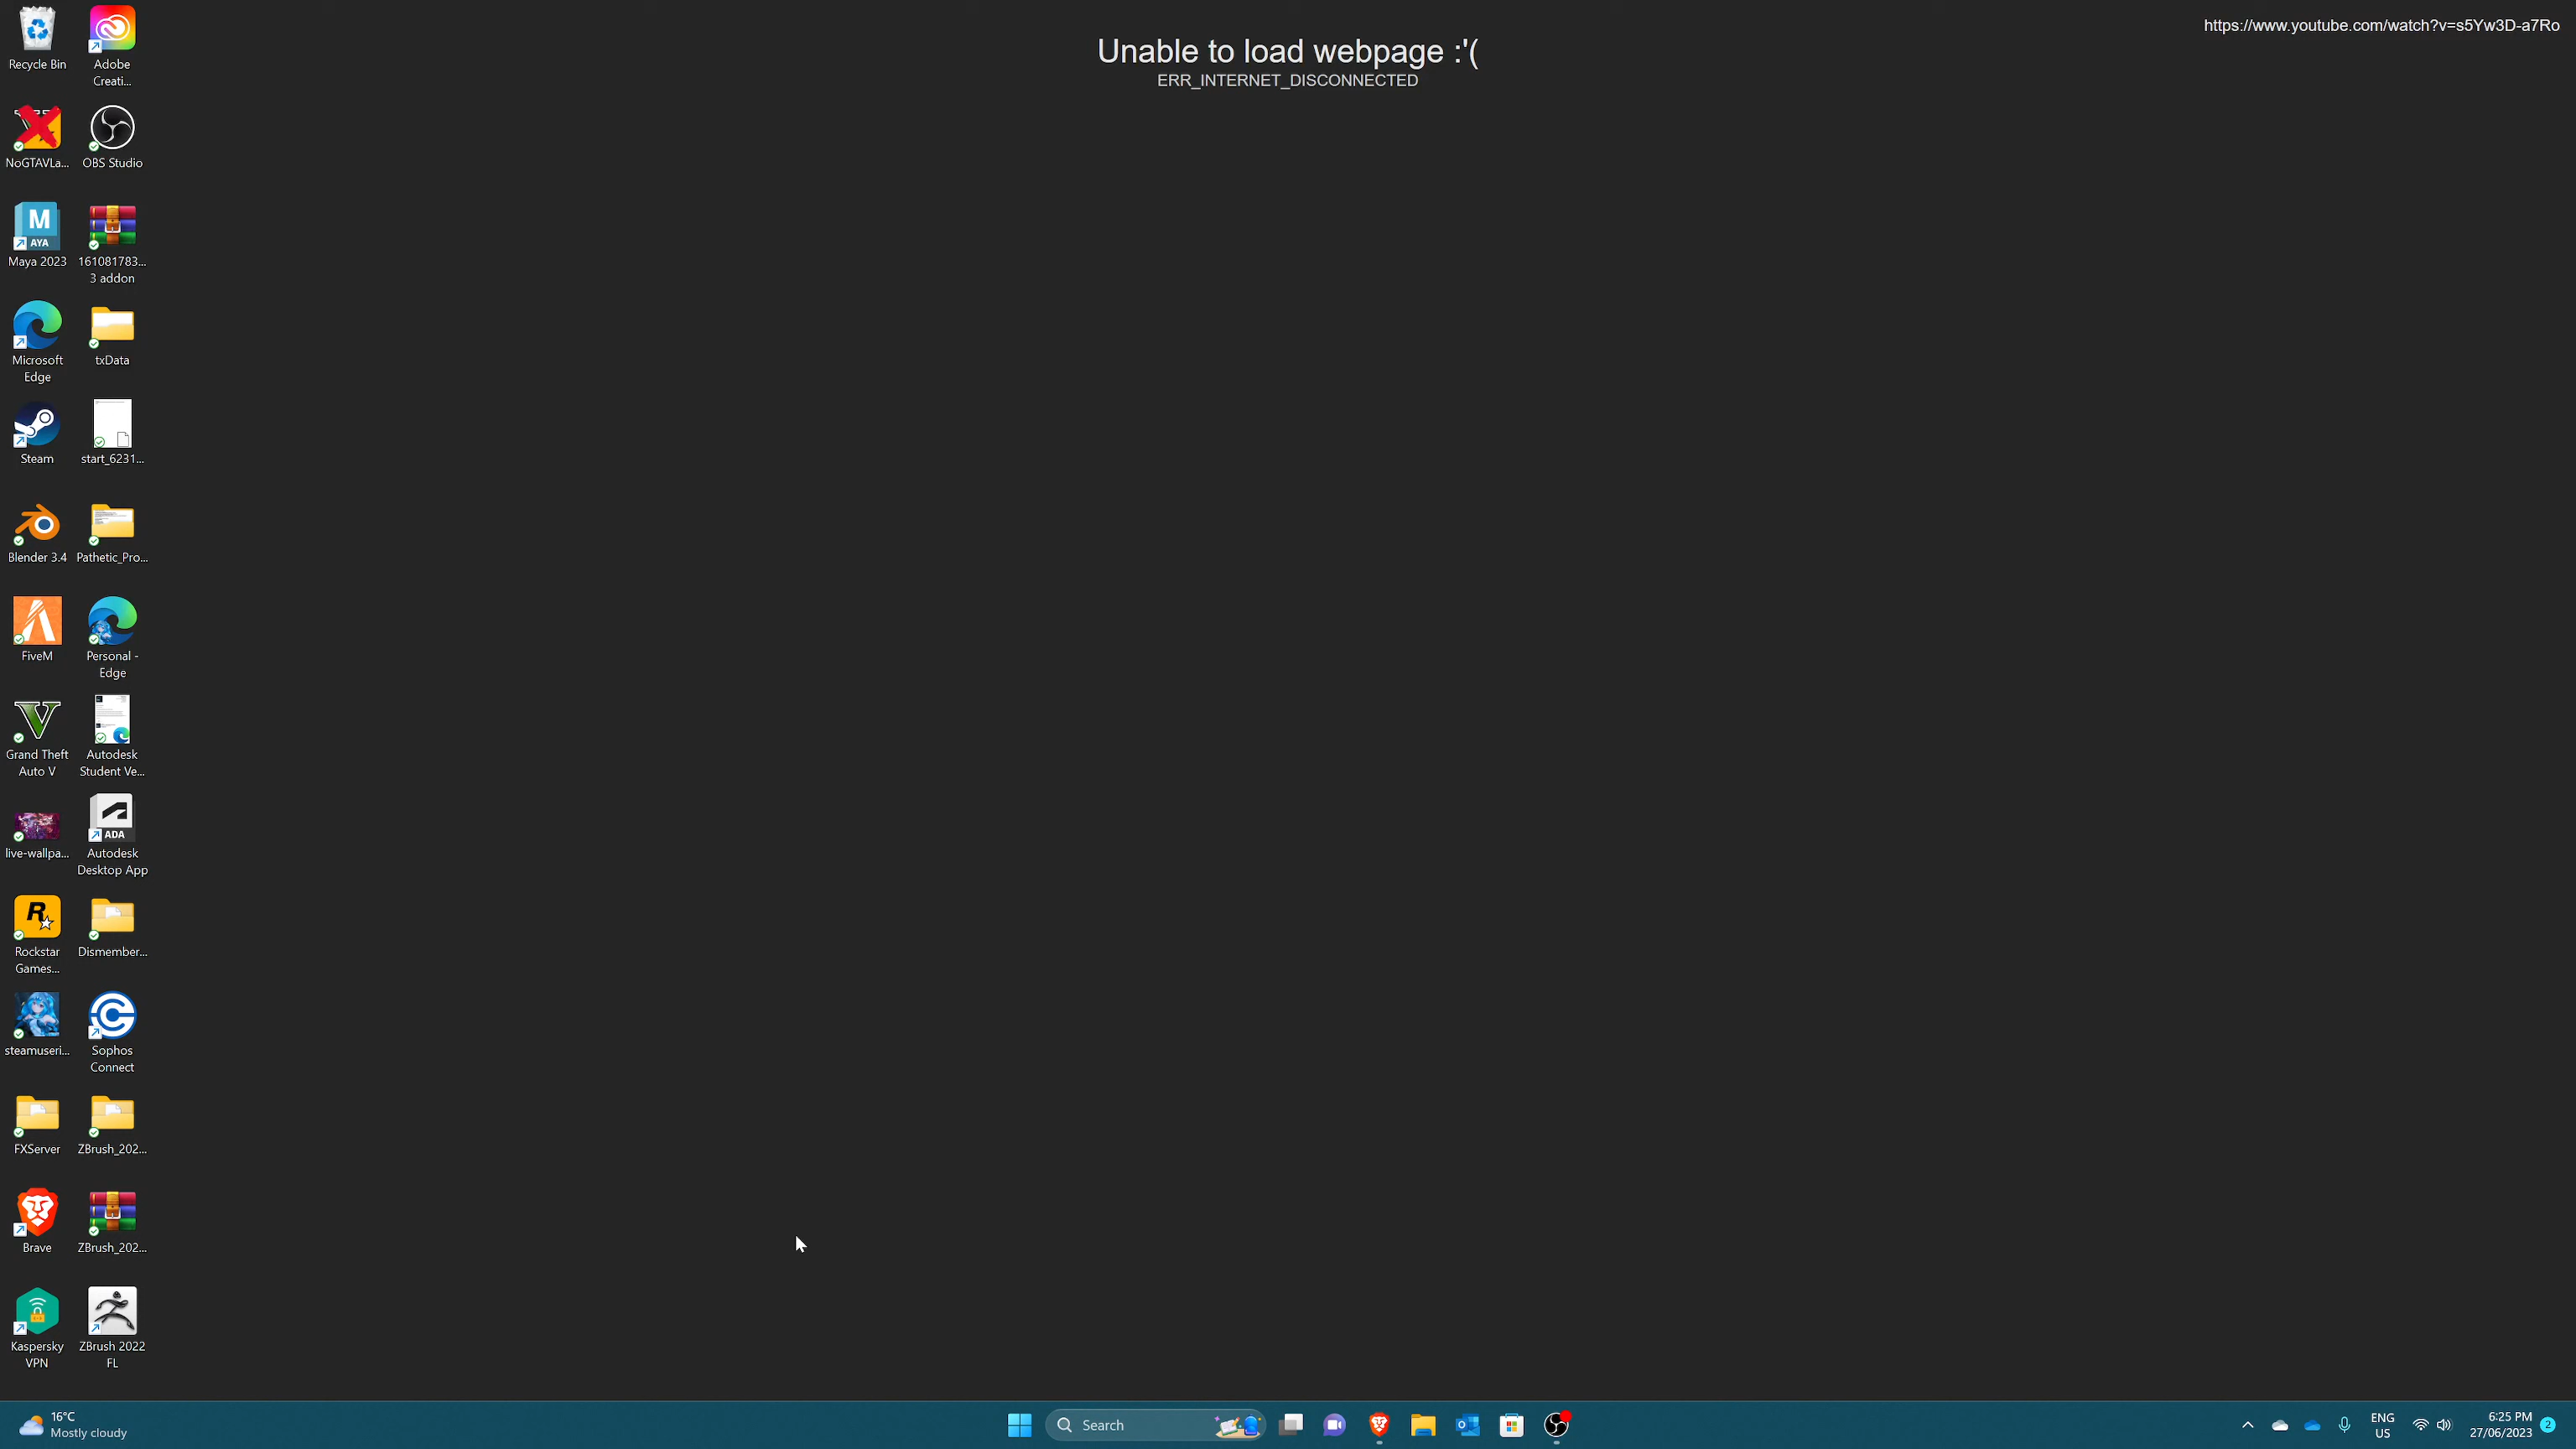 Unable to load webpage :'(
ERR_INTERNET_DISCONNECTED
https://www.youtube.com/watch?v=s5Yw3D-a7Ro
Recycle Bin
Adobe
Creati...
NoGTAVLa...
OBS Studio
M
AYA
Maya 2023
161081783...
3 addon
Microsoft
Edge
txData
Steam
start_6231...
Blender 3.4
Pathetic_Pro...
FiveM
Personal -
Edge
Grand Theft
Auto V
Autodesk
Student Ve...
live-wallpa...
ADA
Autodesk
Desktop App
R
Rockstar
Games...
Dismember...
steamuseri...
Sophos
Connect
FXServer
ZBrush_202...
Brave
ZBrush_202...
Kaspersky
VPN
ZBrush 2022
FL
16°C
Mostly cloudy
Search
ENG
US
6:25 PM
27/06/2023
2